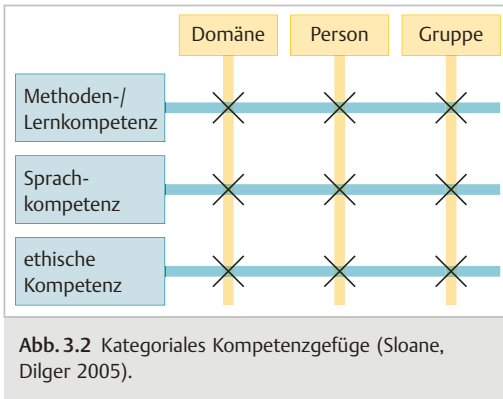 Domäne Person Gruppe
Methoden-/
Lernkompetenz
Sprach-
kompetenz
ethische
Kompetenz
Abb. 3.2 Kategoriales Kompetenzgefüge (Sloane,
Dilger 2005).